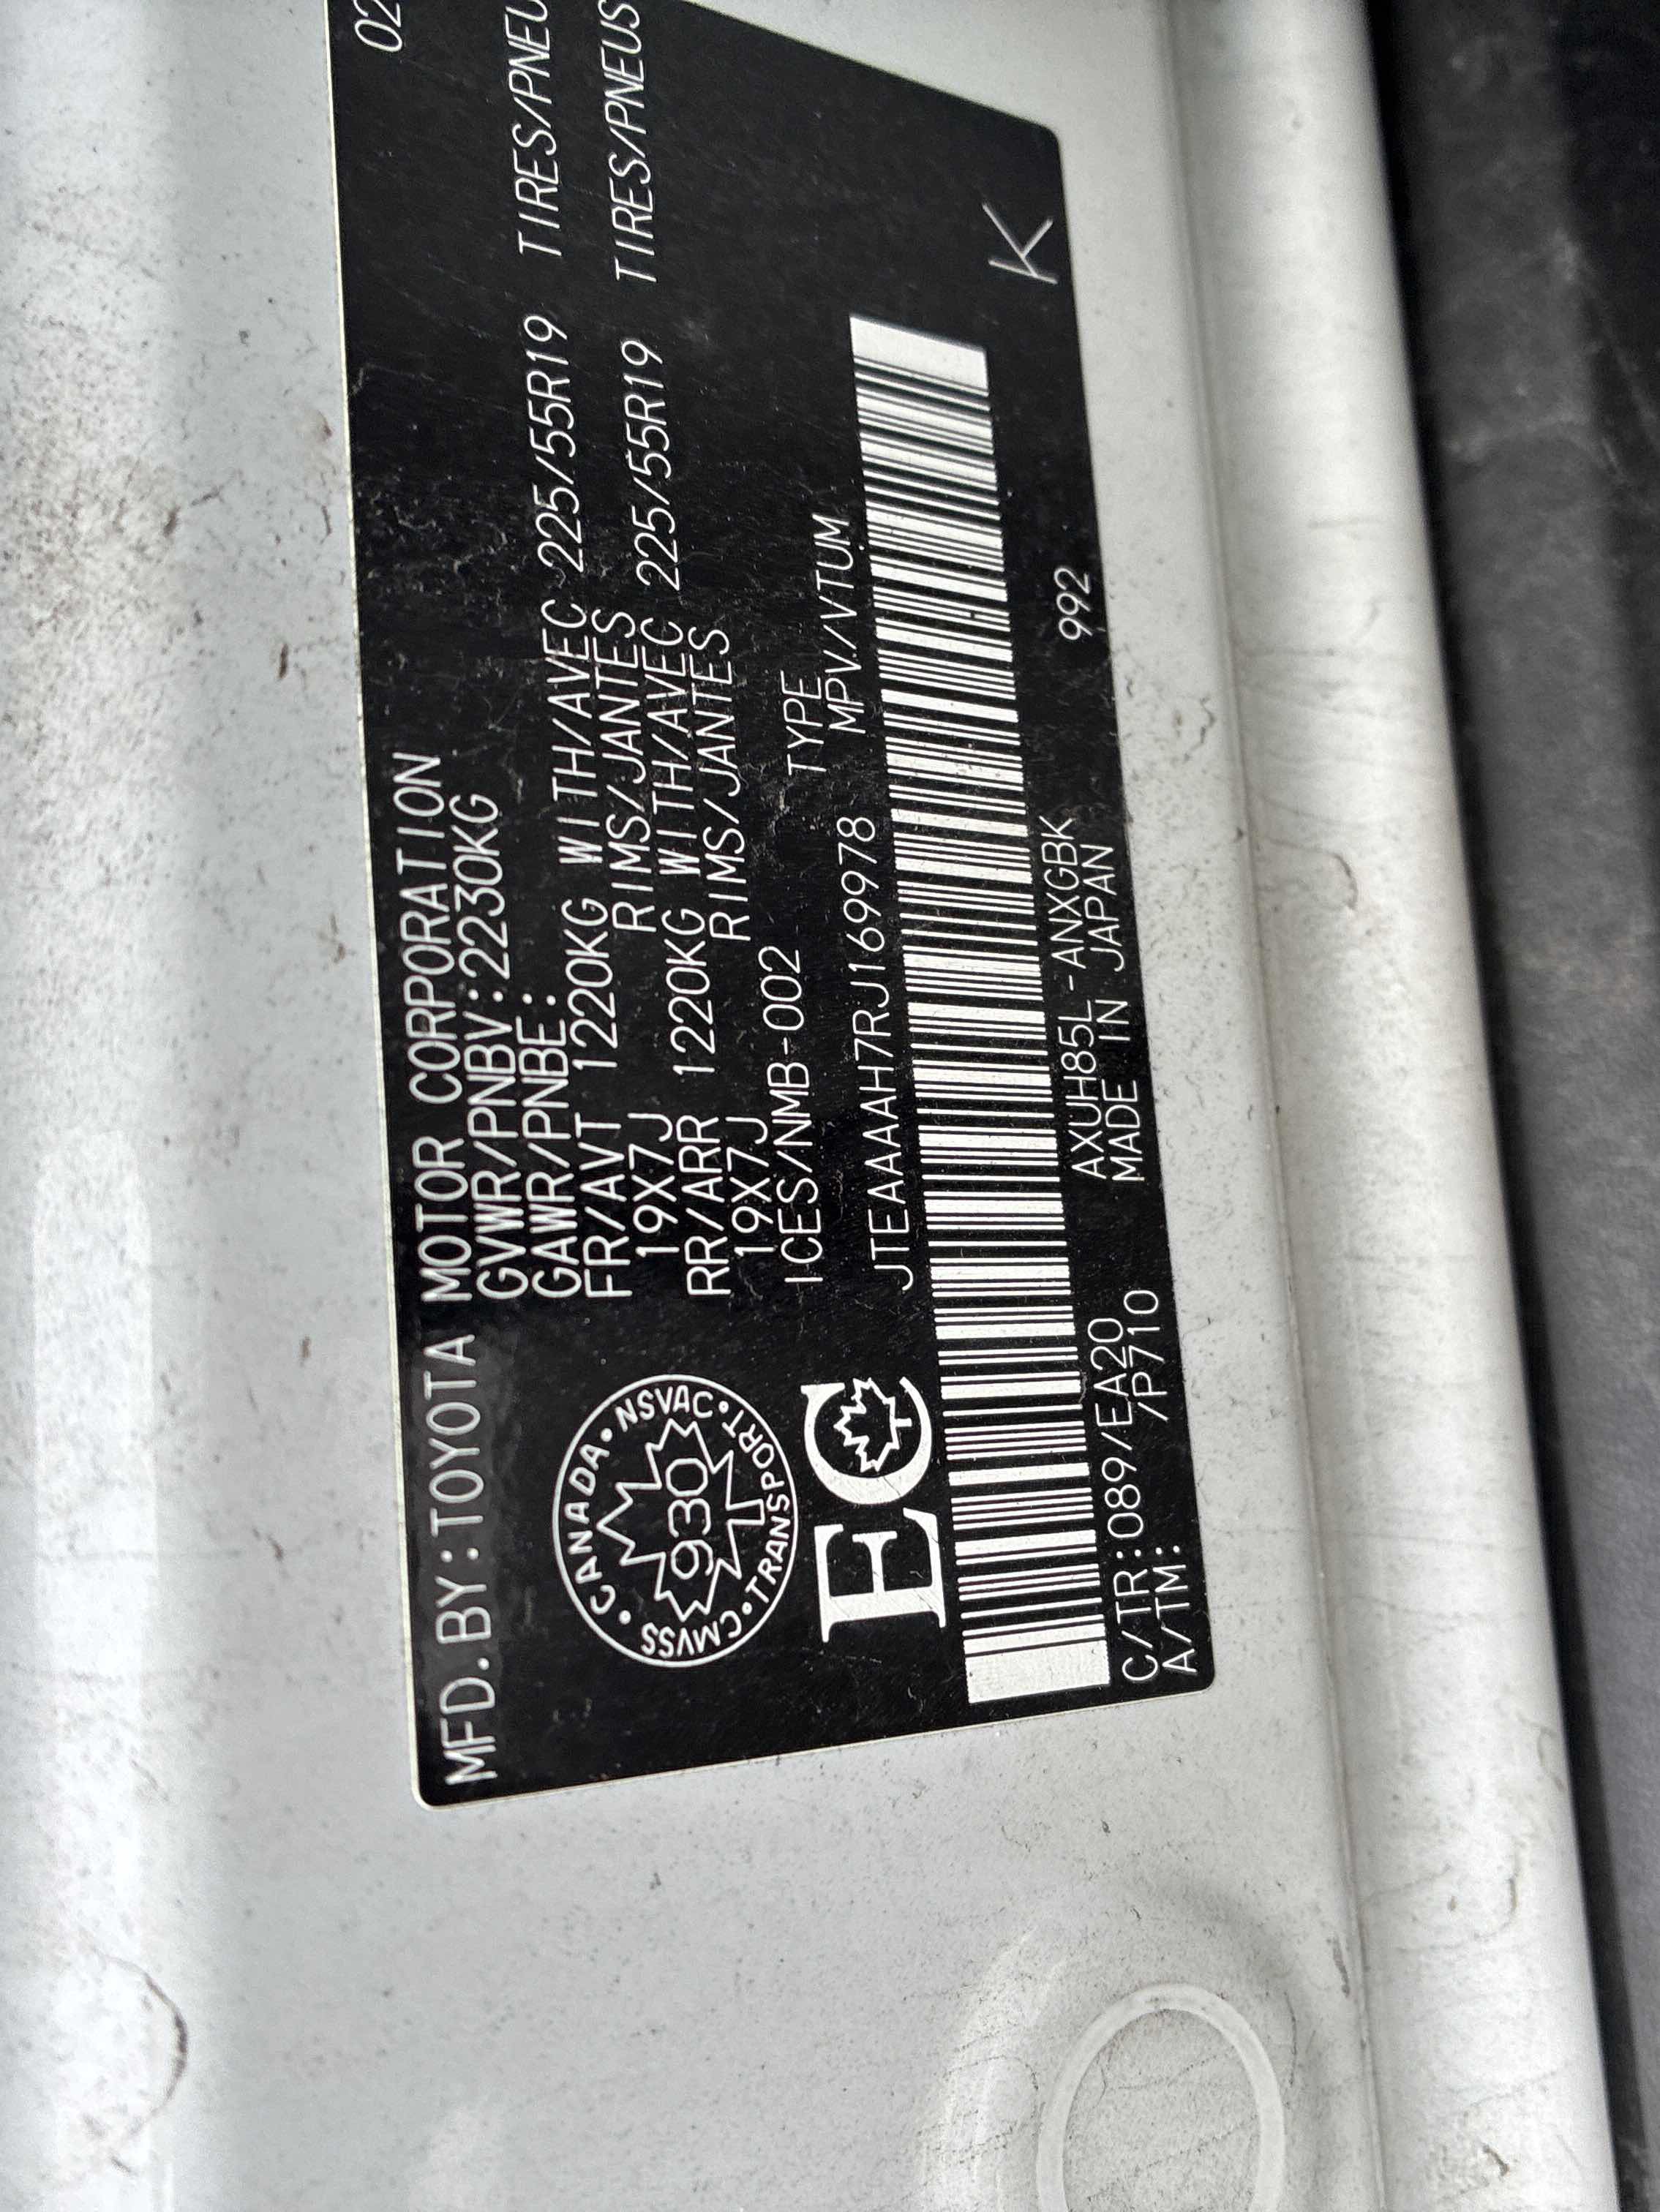 MFD.BY:TOYOTA MOTOR CORPORATION 02
GVWR/PNBV:2230KG
GAWR/PNBE:
FR/AVT 1220KG WITH/AVEC 225/55R19 TIRES/PNEU
19X7J RIMS/JANTES
RR/ARR 1220KG WITH/AVEC 225/55R19 TIRES/PNEUS
19X7J RIMS/JANTES
ICES/NMB-002 TYPE
MPV/VTUM
CANADA • NSVAC • TRANSPORT • CMVSS •
930
EC
JTEAAAAH7RJ169978
AXUH85L-ANXGBK 992
C/TR:089/EA20 MADE IN JAPAN
A/TM: /P710
K